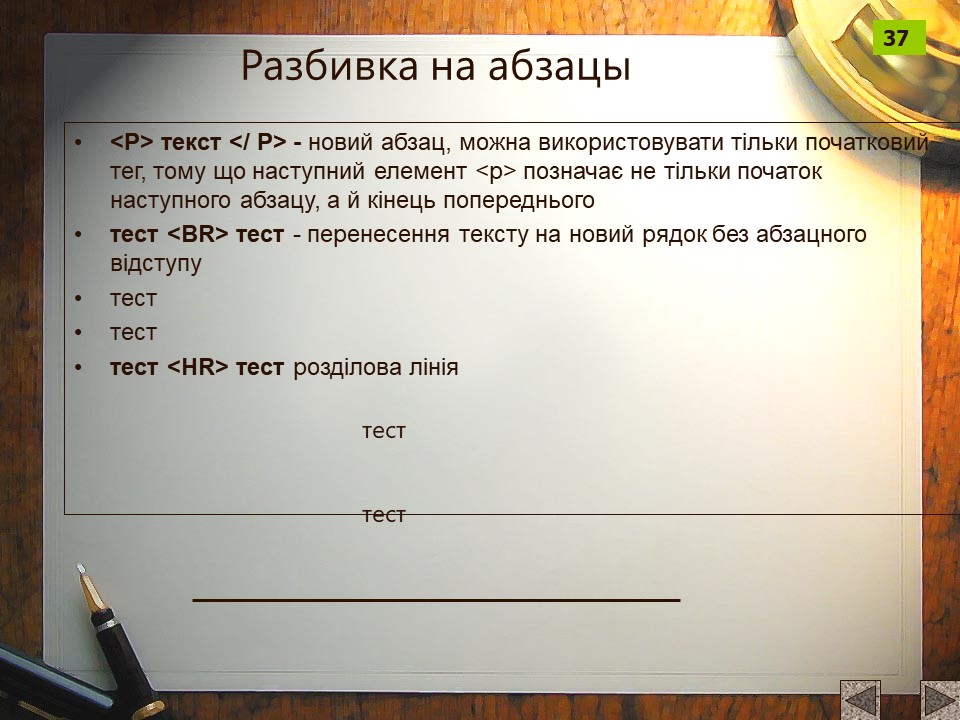 37
Разбивка на абзацы
• <P> текст </ P> - новий абзац, можна використовувати тільки початковий
тег, тому що наступний елемент <p> позначає не тільки початок
наступного абзацу, а й кінець попереднього
• тест <BR> тест - перенесення тексту на новий рядок без абзацного
відступу
• тест
• тест
• тест <HR> тест розділова лінія
тест
тест